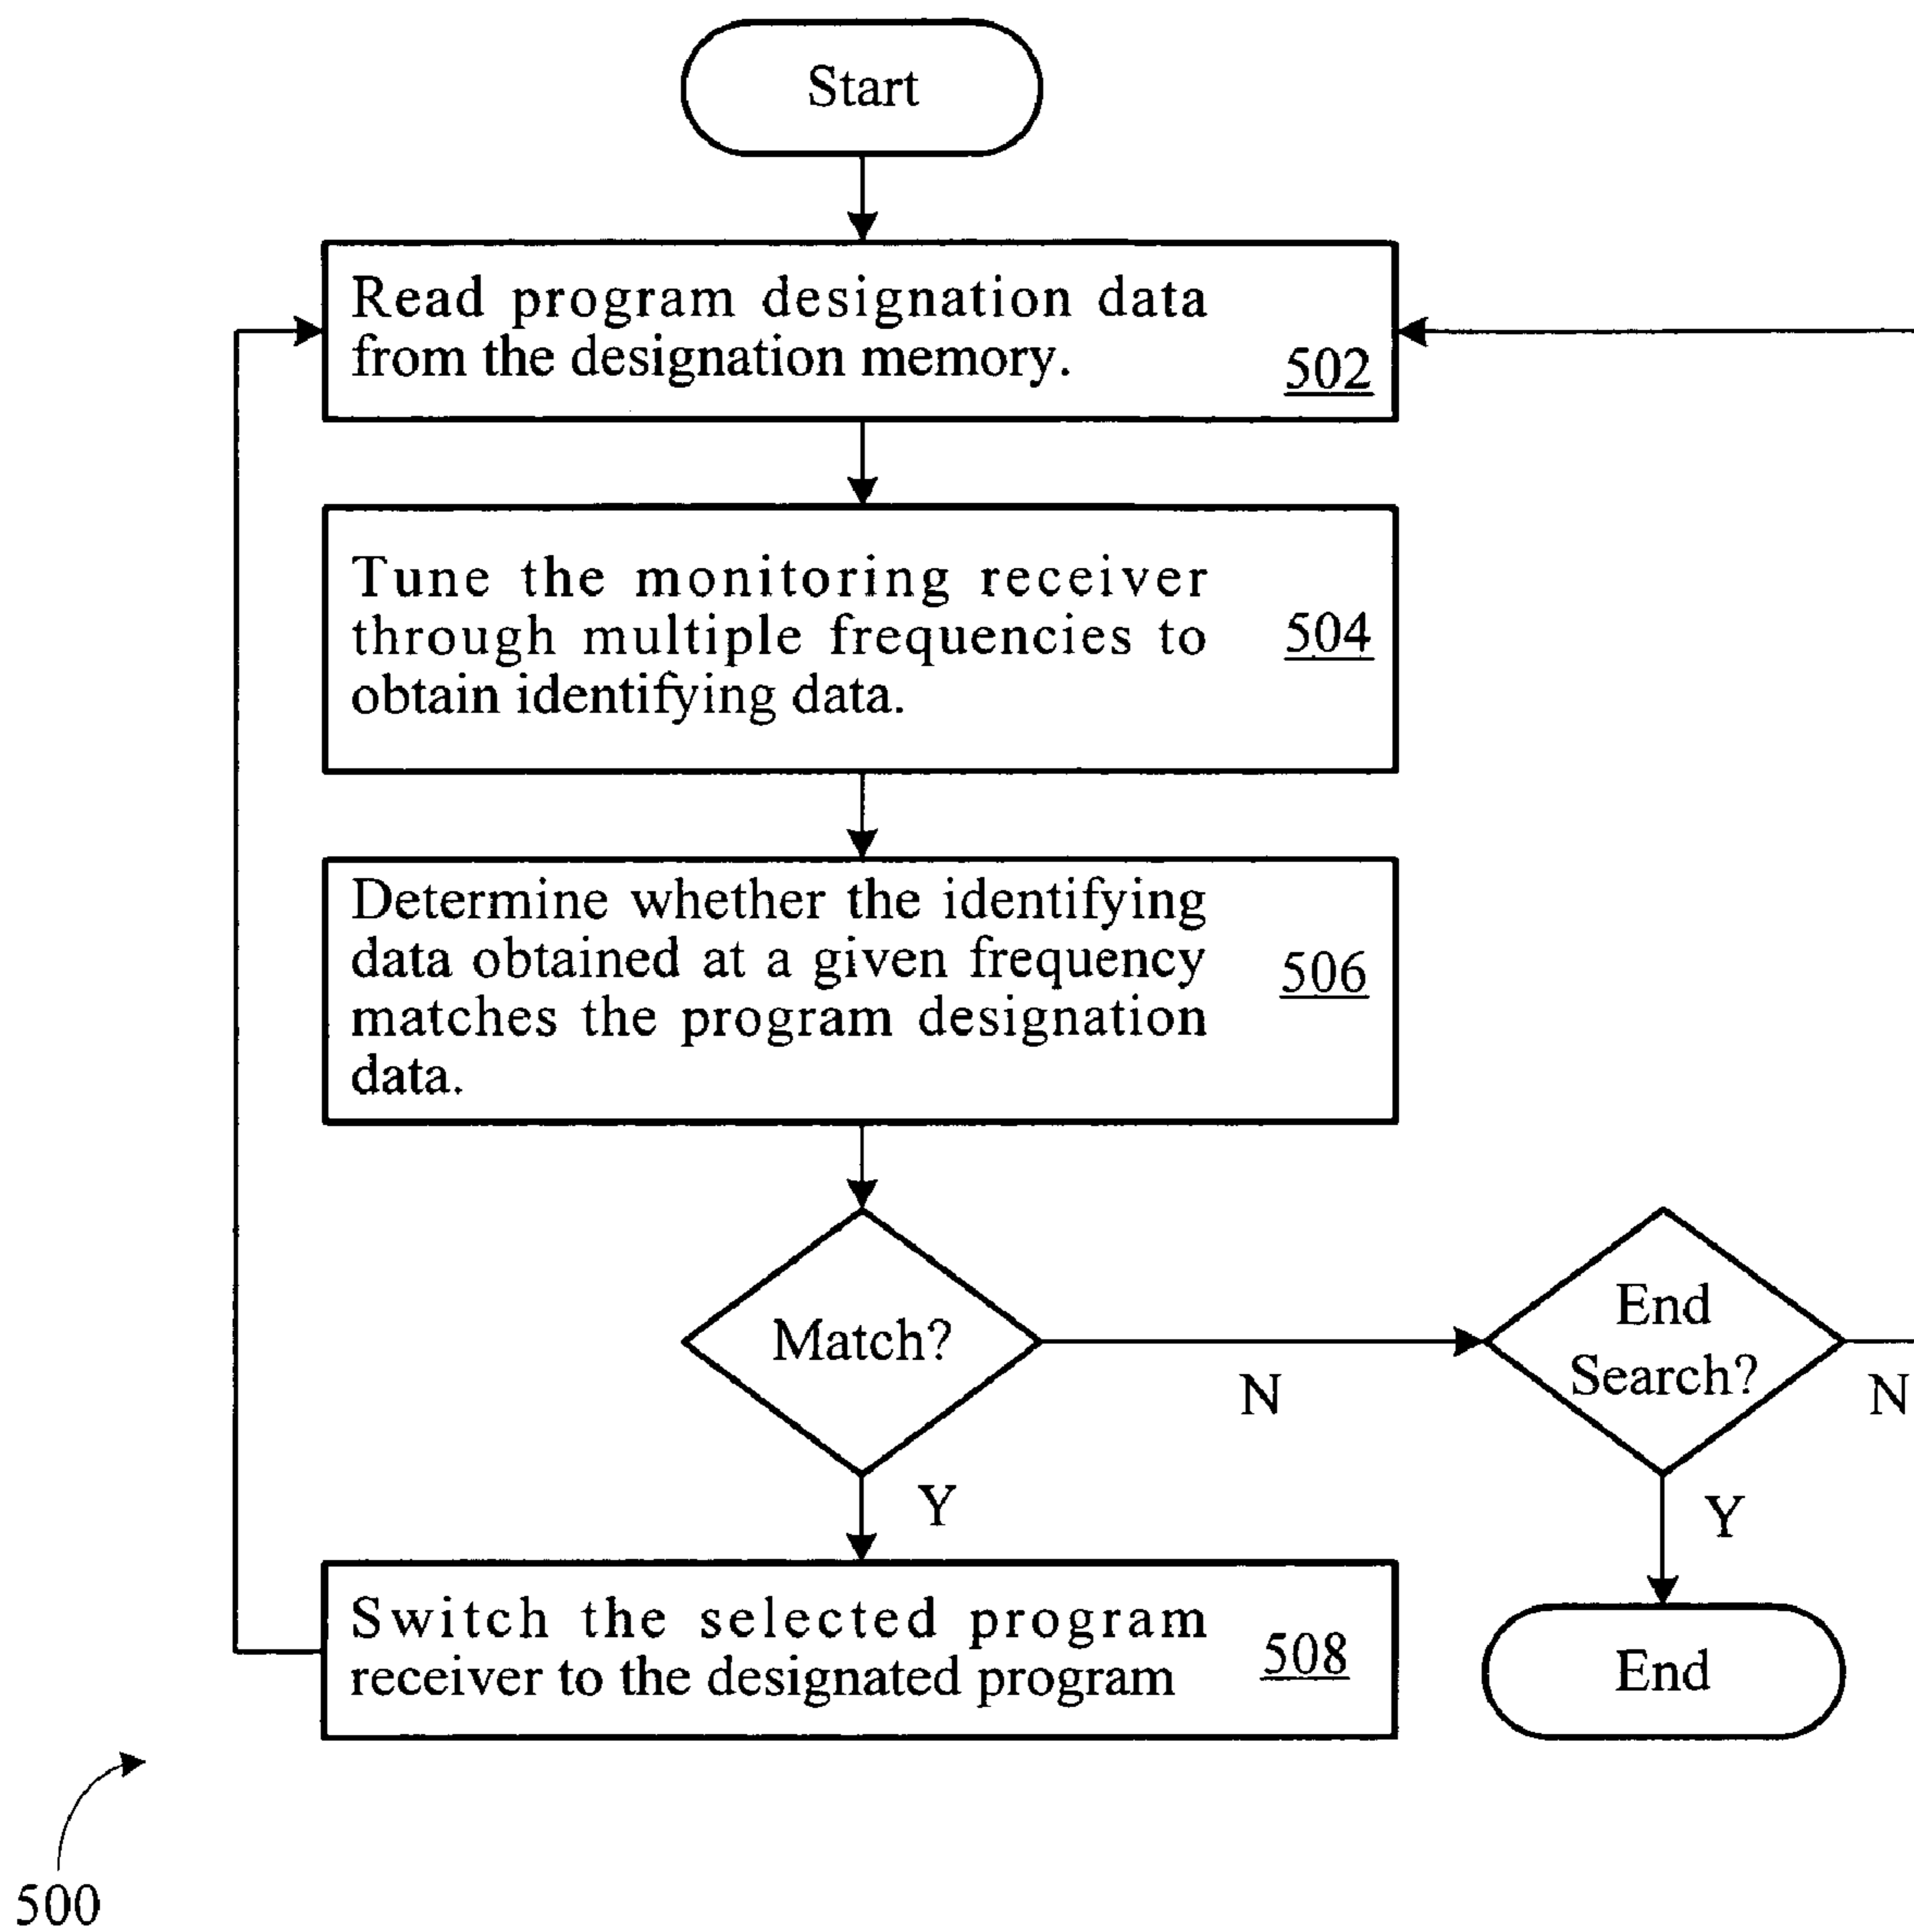 Start
Read program designation data
from the designation memory.
502
Tune the monitoring receiver
through multiple frequencies to
obtain identifying data.
504
Determine whether the identifying
data obtained at a given frequency
matches the program designation
data.
506
Match?
N
End
Search?
N
Y
Y
Switch the selected program
receiver to the designated program
508
End
500